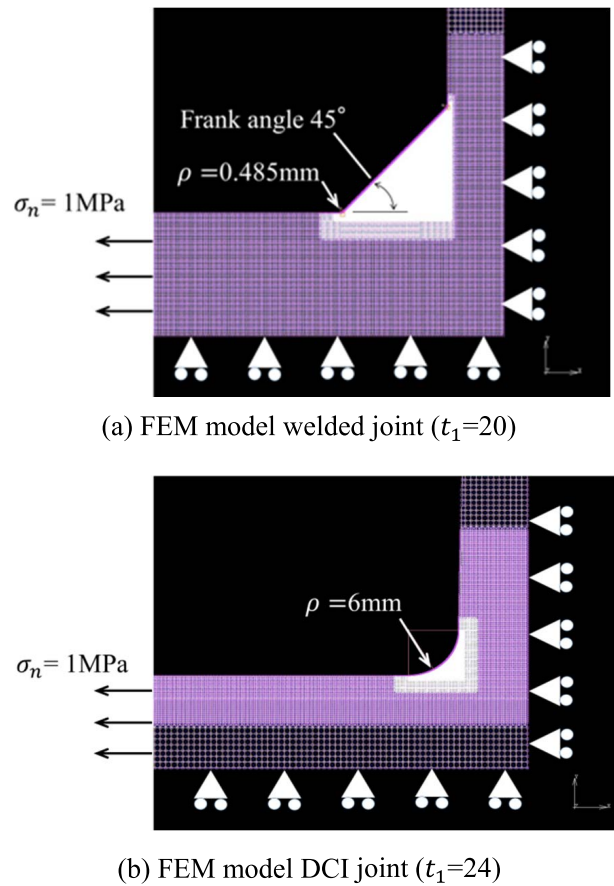 Frank angle 45°
ρ=0.485mm
σₙ= 1MPa
(a) FEM model welded joint (t₁=20)
ρ=6mm
σₙ= 1MPa
(b) FEM model DCI joint (t₁=24)